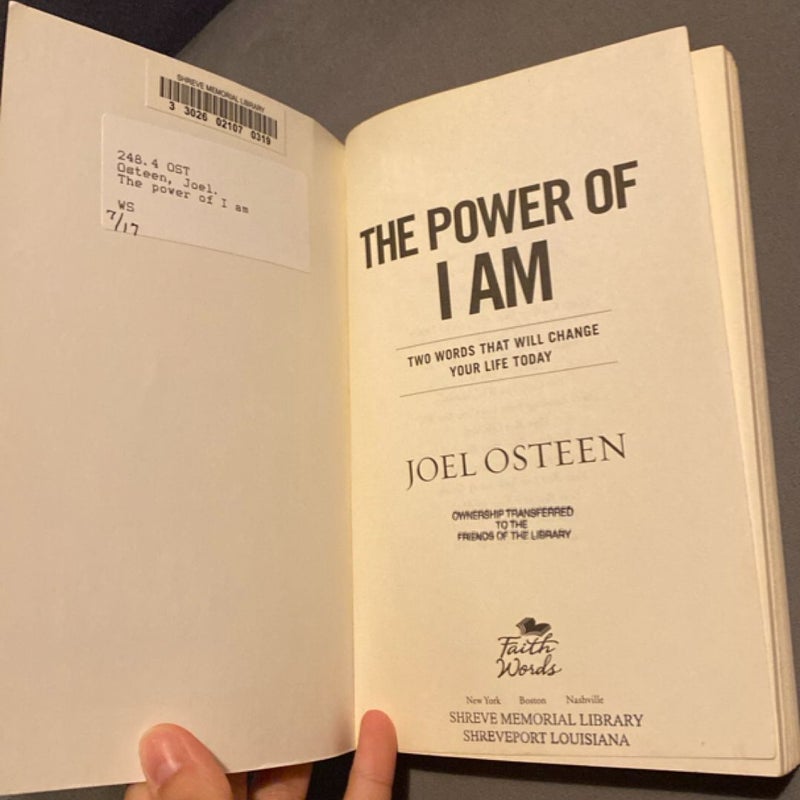 SHREVE MEMORIAL LIBRARY
3 3026 02107 0319
248.4 OST
Osteen, Joel.
The power of I am
WS
7/17
THE POWER OF
I AM
TWO WORDS THAT WILL CHANGE
YOUR LIFE TODAY
JOEL OSTEEN
OWNERSHIP TRANSFERRED
TO THE
FRIENDS OF THE LIBRARY
Faith
Words
New York Boston Nashville
SHREVE MEMORIAL LIBRARY
SHREVEPORT LOUISIANA